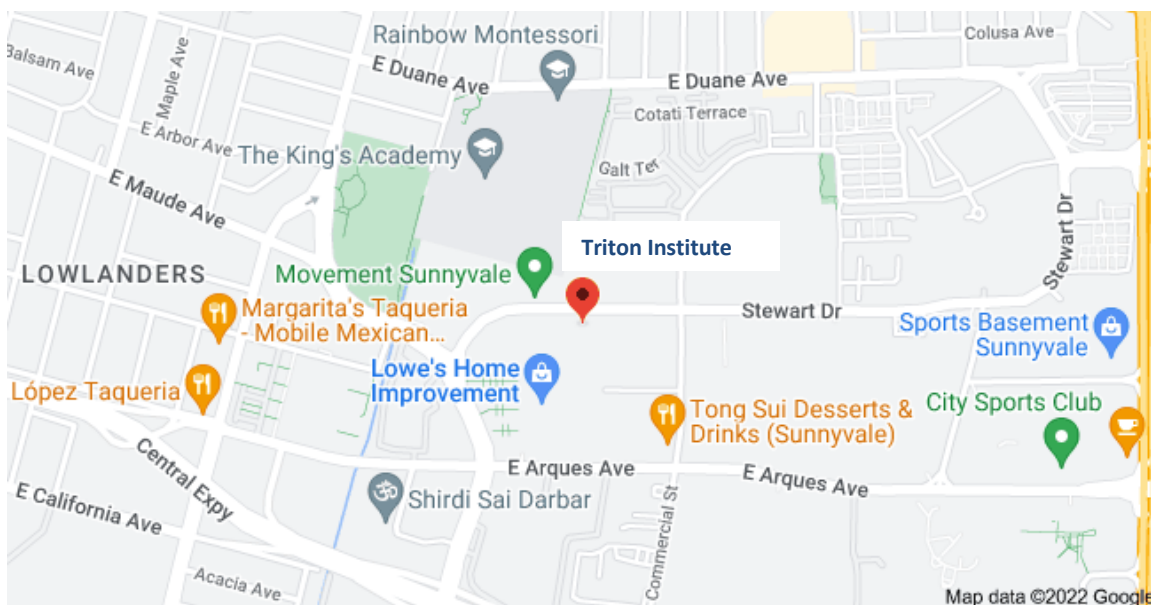 Rainbow Montessori
Colusa Ave
Balsam Ave
Maple Ave
E Duane Ave
E Duane Ave
Cotati Terrace
E Arbor Ave
The King's Academy
Galt Ter
E Maude Ave
Stewart Dr
Triton Institute
LOWLANDERS
Movement Sunnyvale
Margarita's Taqueria
- Mobile Mexican...
Stewart Dr
Sports Basement
Sunnyvale
Lowe's Home
Improvement
López Taqueria
Tong Sui Desserts &
Drinks (Sunnyvale)
City Sports Club
Central Expy
E Arques Ave
E Arques Ave
E California Ave
Shirdi Sai Darbar
Commercial St
Acacia Ave
Map data ©2022 Google